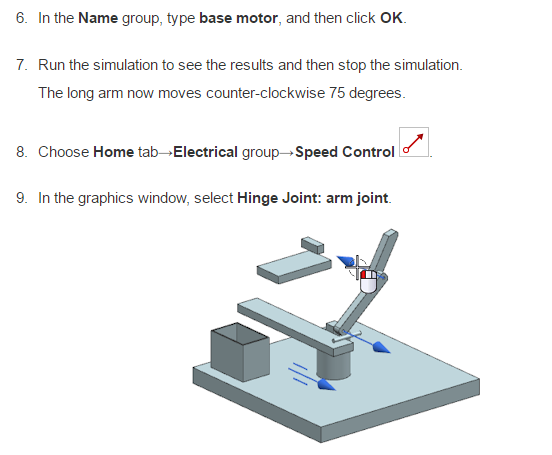 6. In the Name group, type base motor, and then click OK.
7. Run the simulation to see the results and then stop the simulation.
The long arm now moves counter-clockwise 75 degrees.
8. Choose Home tab→Electrical group→Speed Control .
9. In the graphics window, select Hinge Joint: arm joint.